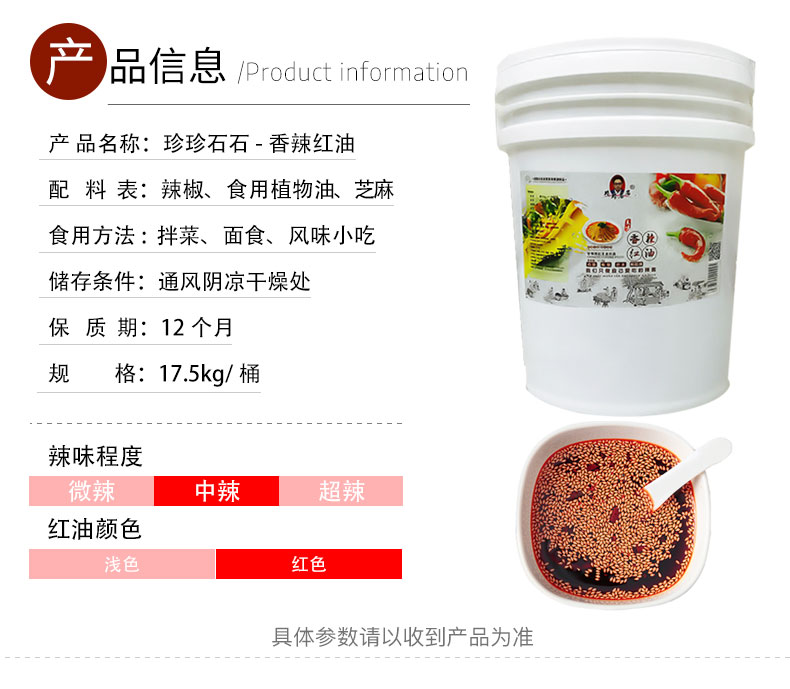 产品信息 /Product information
产品名称：珍珍石石 - 香辣红油
配 料 表：辣椒、食用植物油、芝麻
食用方法：拌菜、面食、风味小吃
储存条件：通风阴凉干燥处
保 质 期：12 个月
规 格：17.5kg/ 桶
辣味程度
微辣 中辣 超辣
红油颜色
浅色 红色
香辣
红油
具体参数请以收到产品为准